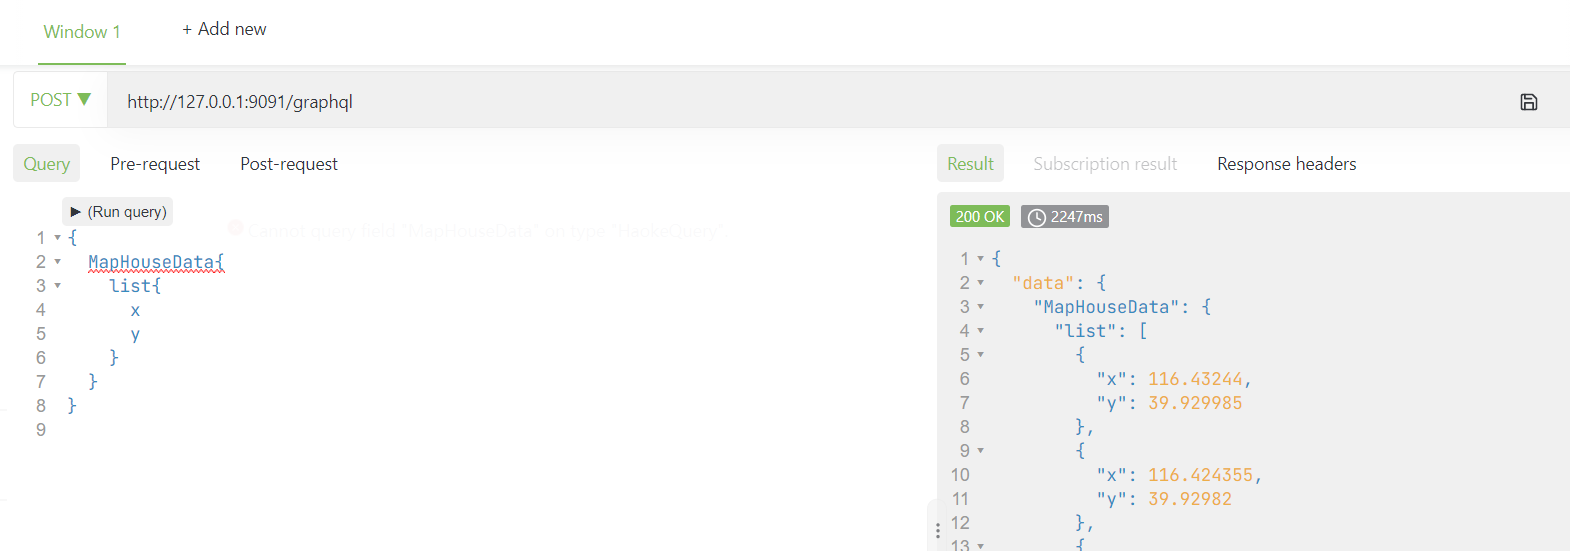 Window 1
+ Add new
POST ▼
http://127.0.0.1:9091/graphql
Query
Pre-request
Post-request
▶ (Run query)
Cannot query field "MapHouseData" on type "HaokeQuery"
1 {
2 MapHouseData{
3 list{
4 x
5 y
6 }
7 }
8 }
9
Result
Subscription result
Response headers
200 OK
2247ms
1 {
2 "data": {
3 "MapHouseData": {
4 "list": [
5 {
6 "x": 116.43244,
7 "y": 39.929985
8 },
9 {
10 "x": 116.424355,
11 "y": 39.92982
12 },
13 {